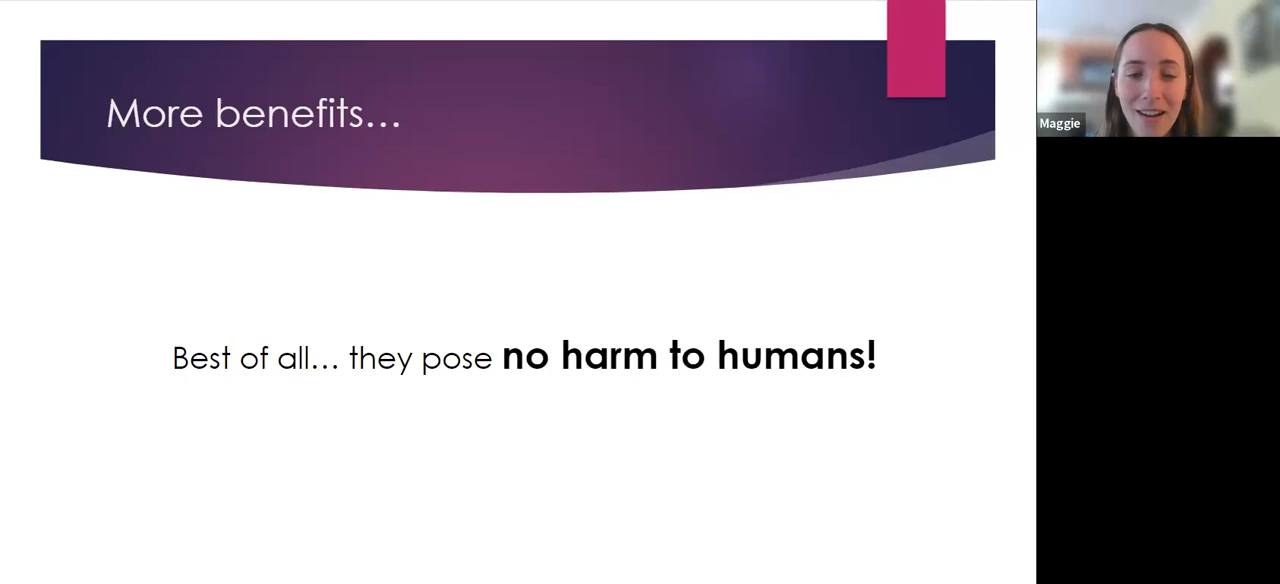 More benefits...
Best of all... they pose no harm to humans!
Maggie